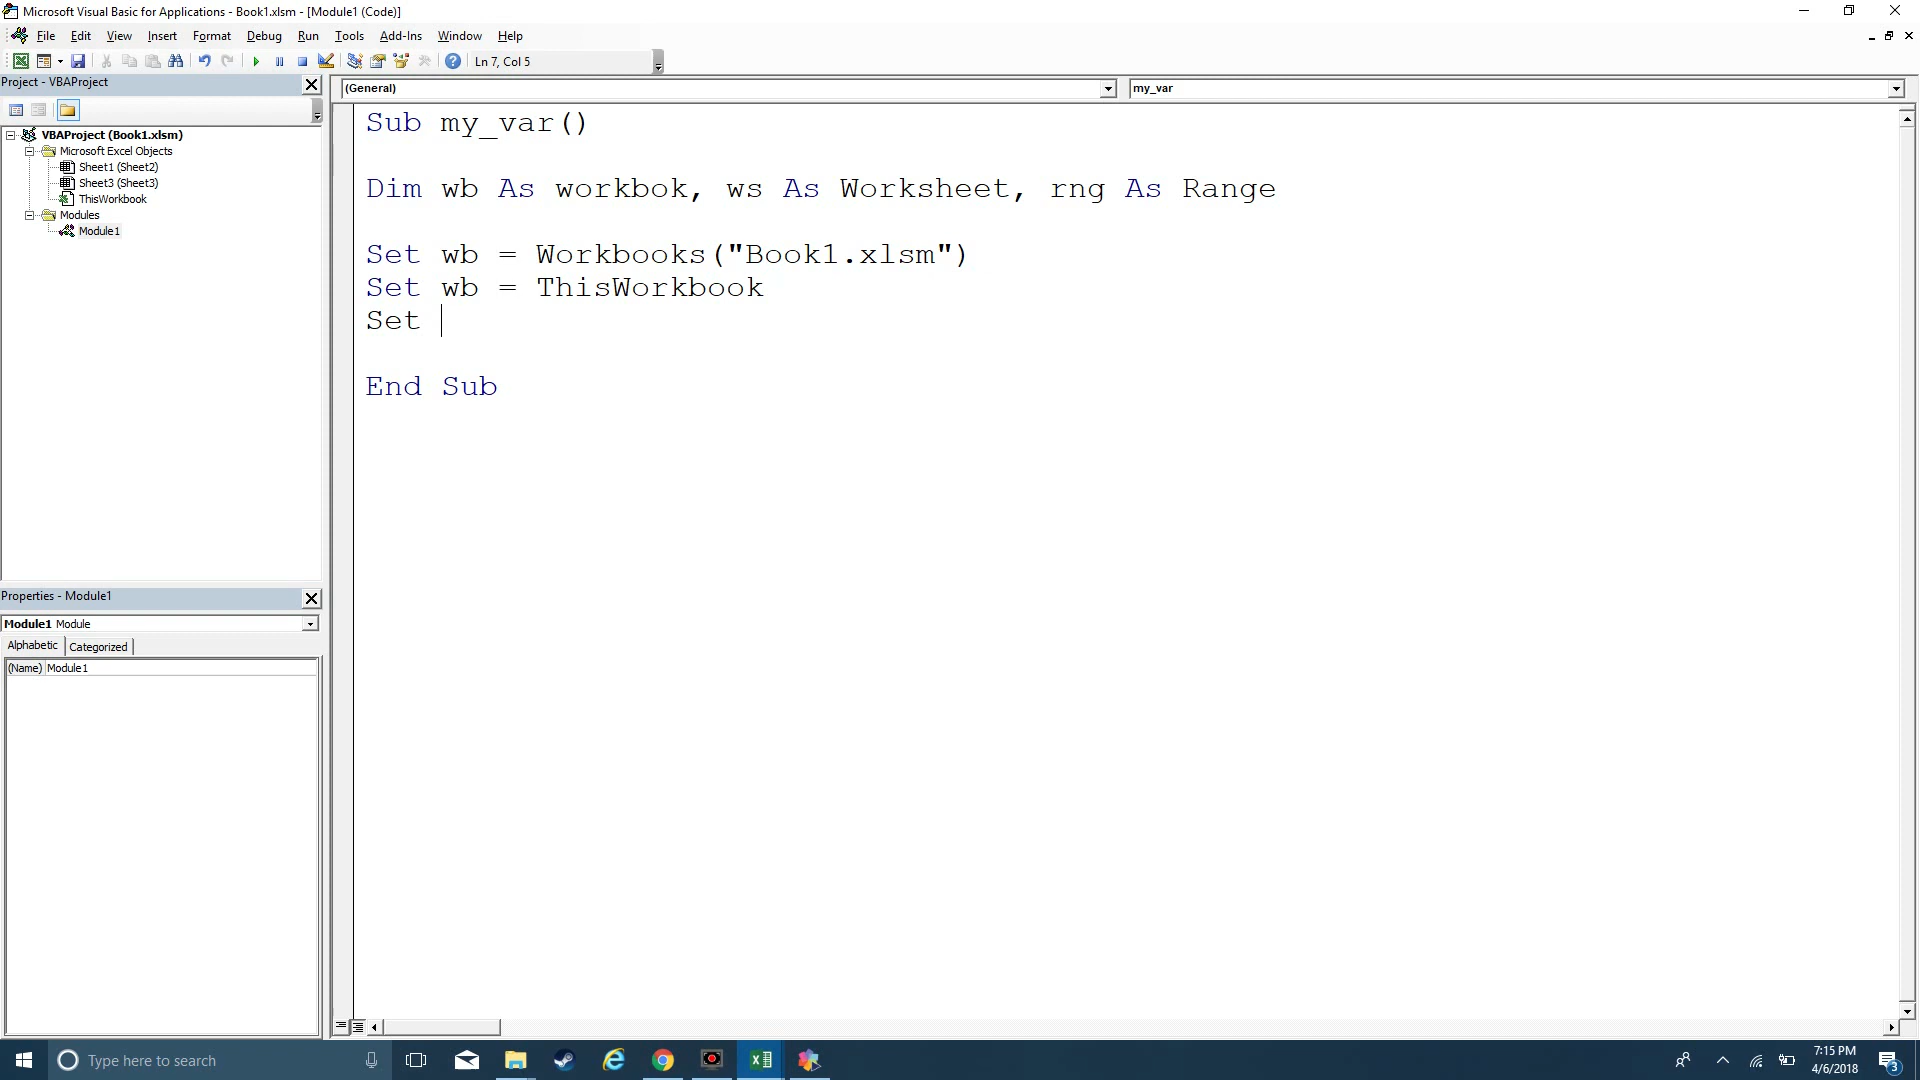 Microsoft Visual Basic for Applications - Book1.xlsm - [Module1 (Code)]
File Edit View Insert Format Debug Run Tools Add-Ins Window Help
Ln 7, Col 5
Project - VBAProject
(General) my_var
VBAProject (Book1.xlsm)
Microsoft Excel Objects
Sheet1 (Sheet2)
Sheet3 (Sheet3)
ThisWorkbook
Modules
Module1
Sub my_var()
Dim wb As workbok, ws As Worksheet, rng As Range
Set wb = Workbooks("Book1.xlsm")
Set wb = ThisWorkbook
Set
End Sub
Properties - Module1
Module1 Module
Alphabetic Categorized
(Name) Module1
Type here to search
7:15 PM
4/6/2018
3